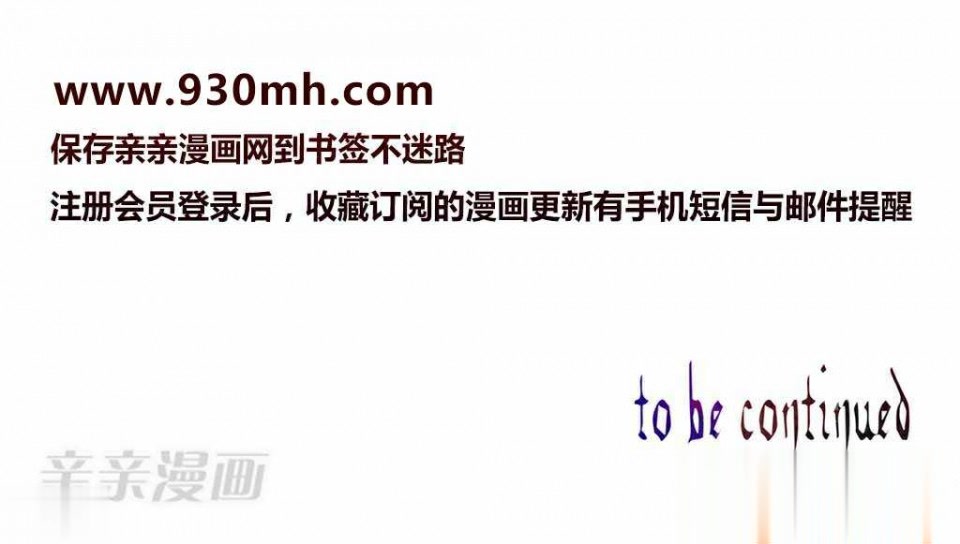 www.930mh.com
保存亲亲漫画网到书签不迷路
注册会员登录后，收藏订阅的漫画更新有手机短信与邮件提醒
to be continued
亲亲漫画